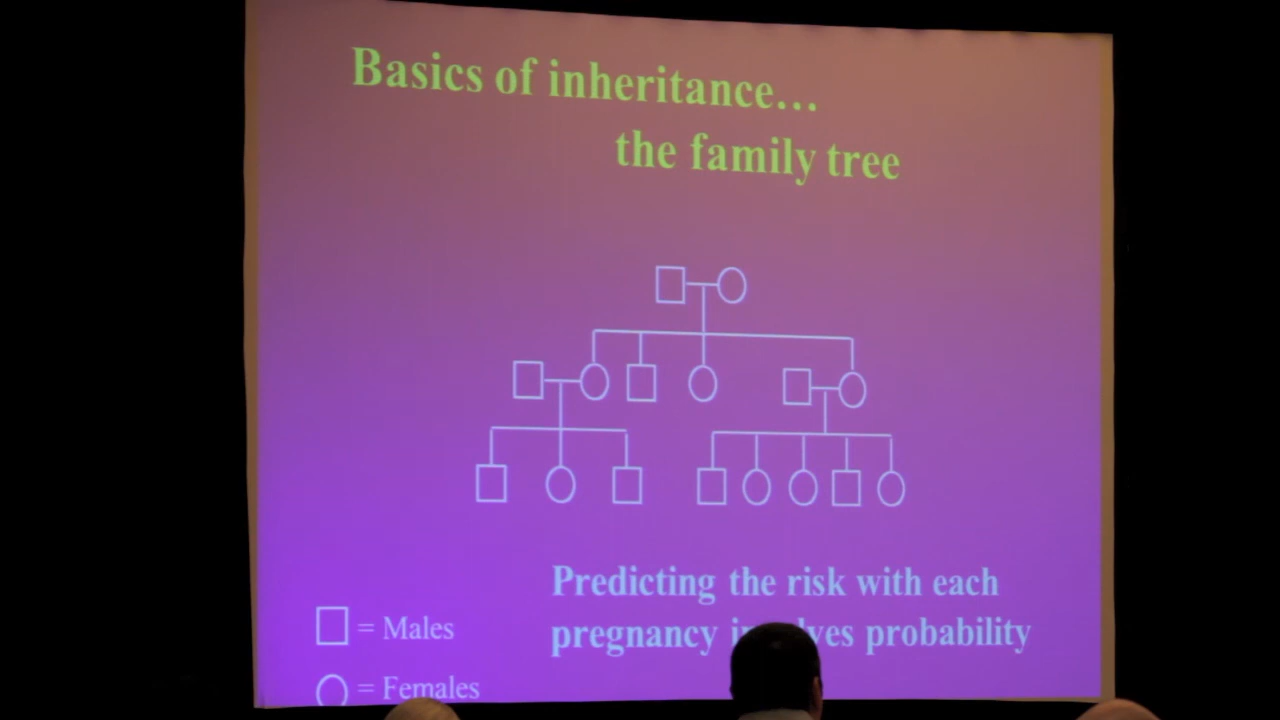 Basics of inheritance...
the family tree
Predicting the risk with each
pregnancy probability
= Males
= Females